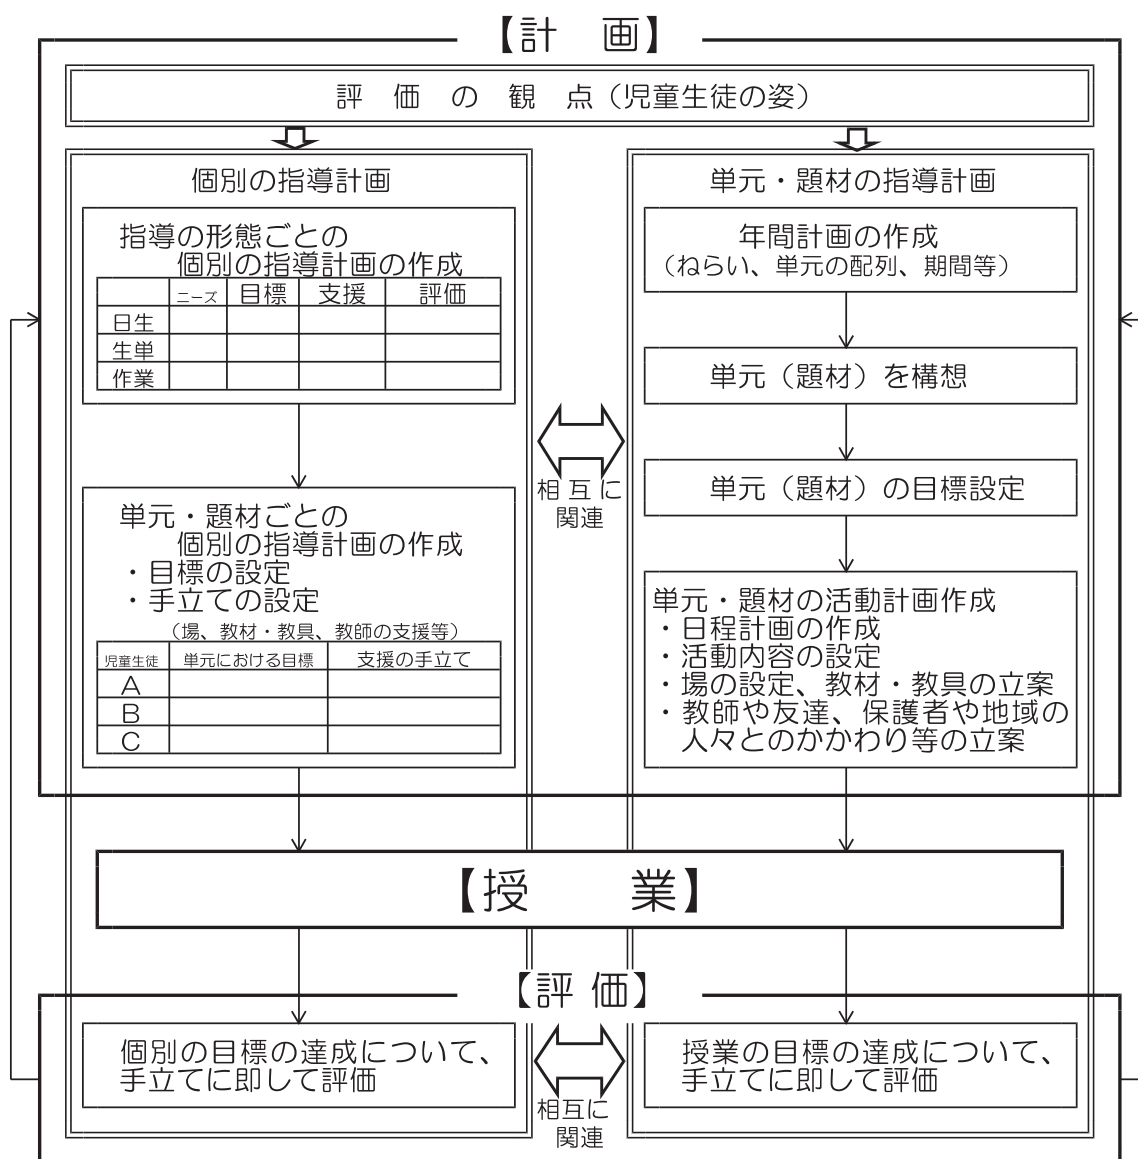 【計　画】
評　価　の　観　点（児童生徒の姿）
個別の指導計画
指導の形態ごとの
個別の指導計画の作成
ニーズ　目標　支援　評価
日生
生単
作業
単元・題材ごとの
個別の指導計画の作成
・目標の設定
・手立ての設定
（場、教材・教具、教師の支援等）
児童生徒　単元における目標　支援の手立て
A
B
C
相互に
関連
単元・題材の指導計画
年間計画の作成
（ねらい、単元の配列、期間等）
単元（題材）を構想
単元（題材）の目標設定
単元・題材の活動計画作成
・日程計画の作成
・活動内容の設定
・場の設定、教材・教具の立案
・教師や友達、保護者や地域の
人々とのかかわり等の立案
【授　業】
【評 価】
個別の目標の達成について、
手立てに即して評価
相互に
関連
授業の目標の達成について、
手立てに即して評価